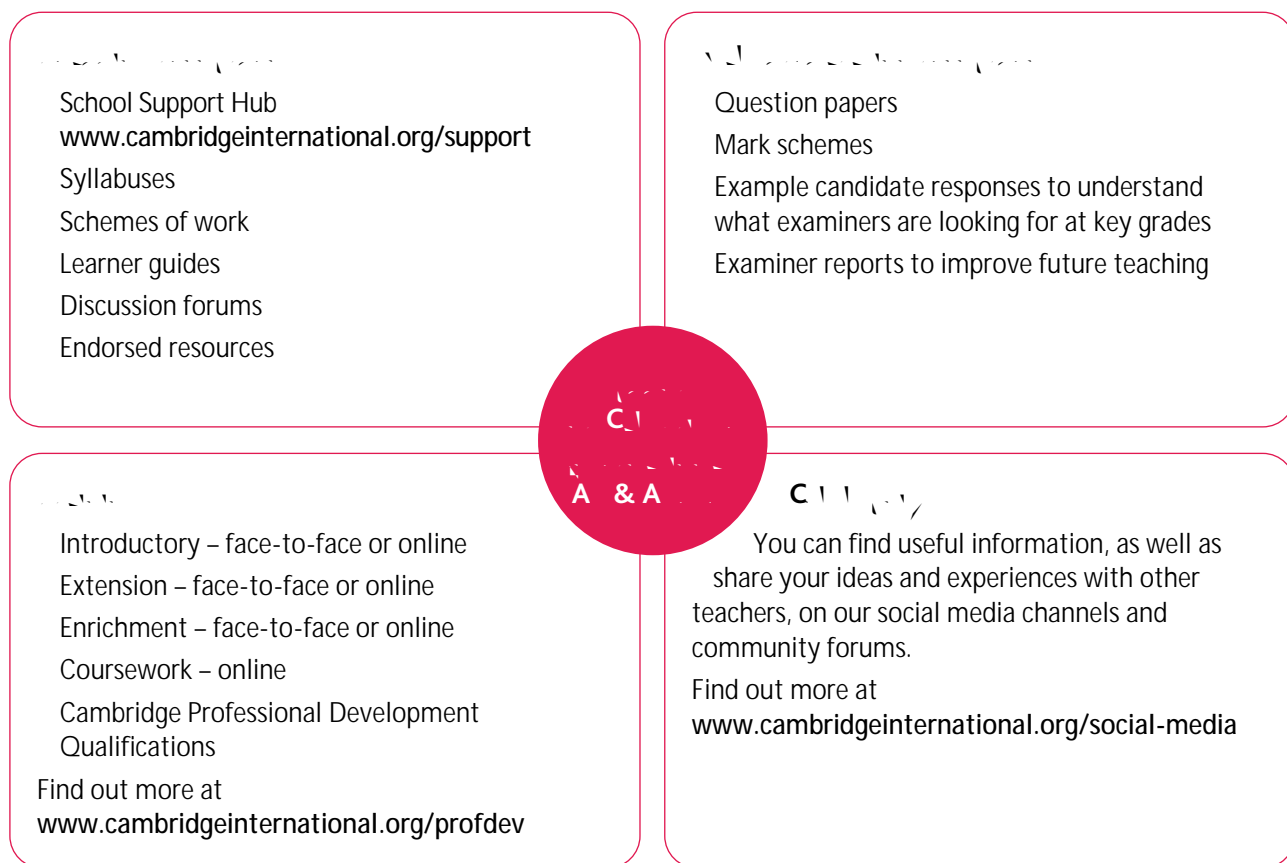 School Support Hub
www.cambridgeinternational.org/support
Syllabuses
Schemes of work
Learner guides
Discussion forums
Endorsed resources
Question papers
Mark schemes
Example candidate responses to understand
what examiners are looking for at key grades
Examiner reports to improve future teaching
A & A
Introductory – face-to-face or online
Extension – face-to-face or online
Enrichment – face-to-face or online
Coursework – online
Cambridge Professional Development
Qualifications
Find out more at
www.cambridgeinternational.org/profdev
You can find useful information, as well as
share your ideas and experiences with other
teachers, on our social media channels and
community forums.
Find out more at
www.cambridgeinternational.org/social-media